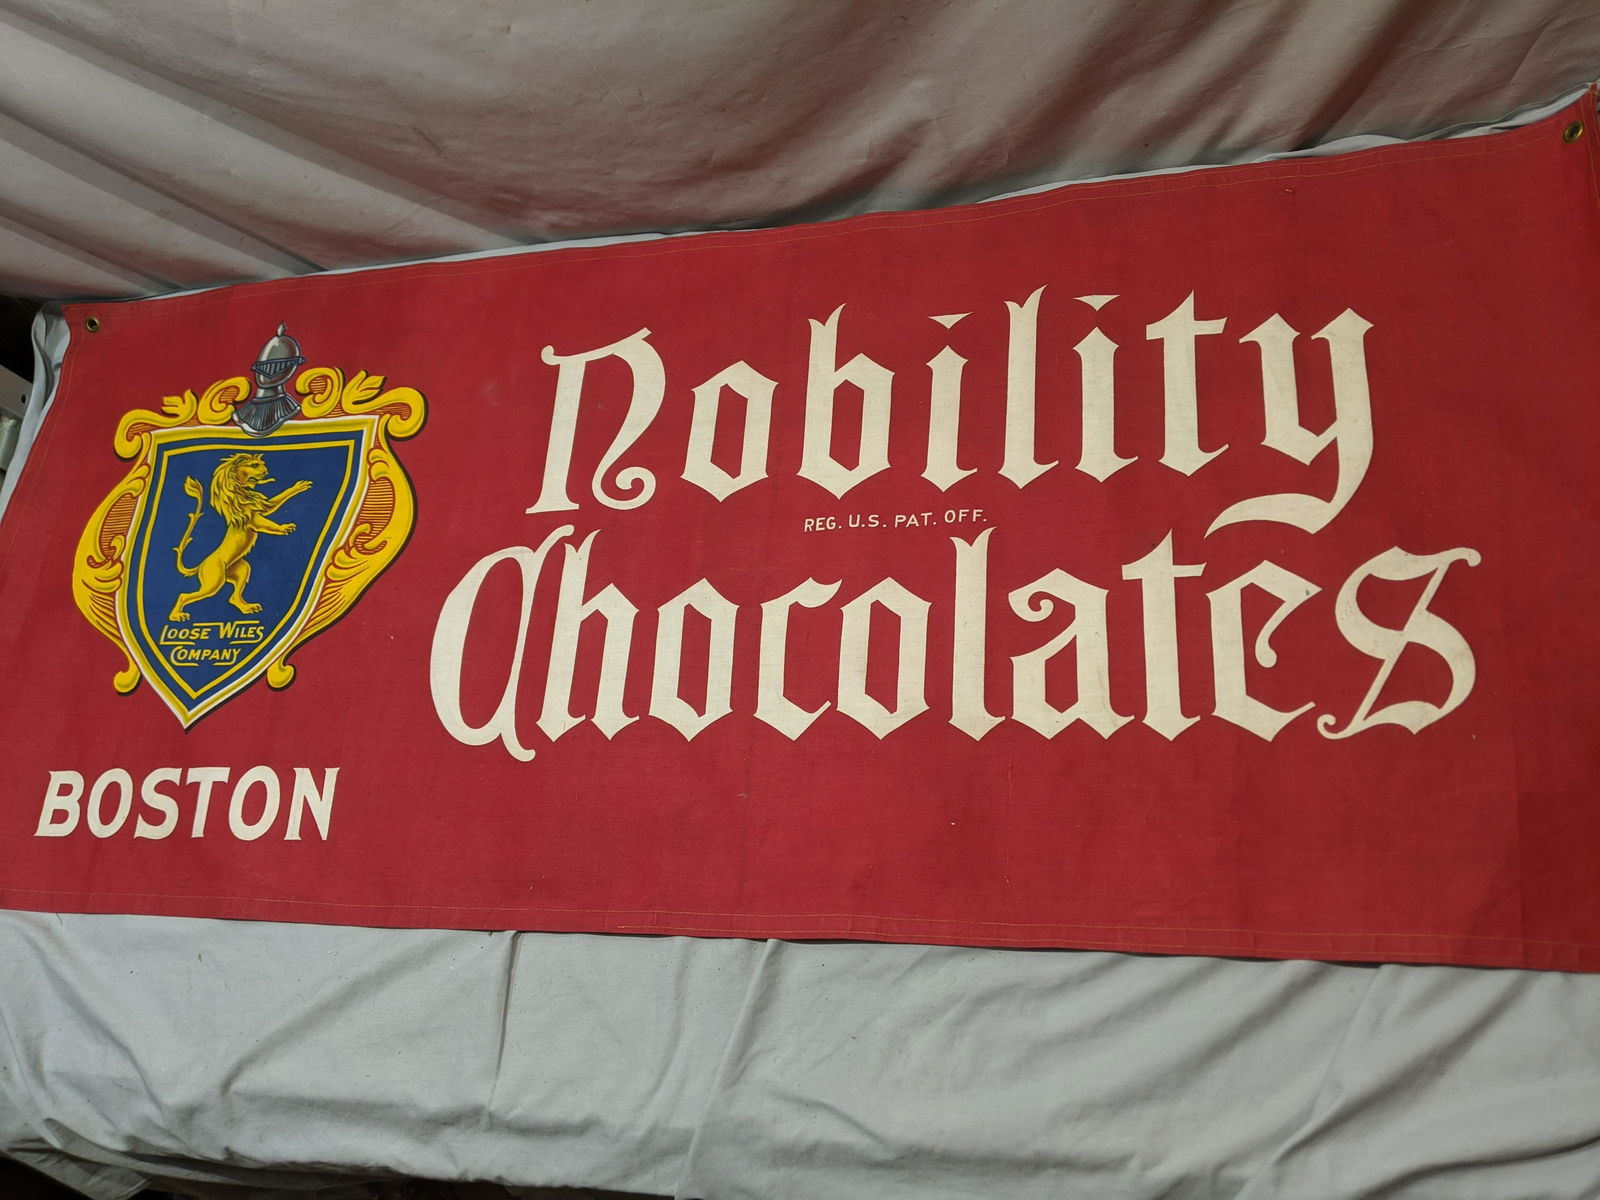 Nobility
REG. U.S. PAT. OFF.
Chocolates
LOOSE WILES
COMPANY
BOSTON